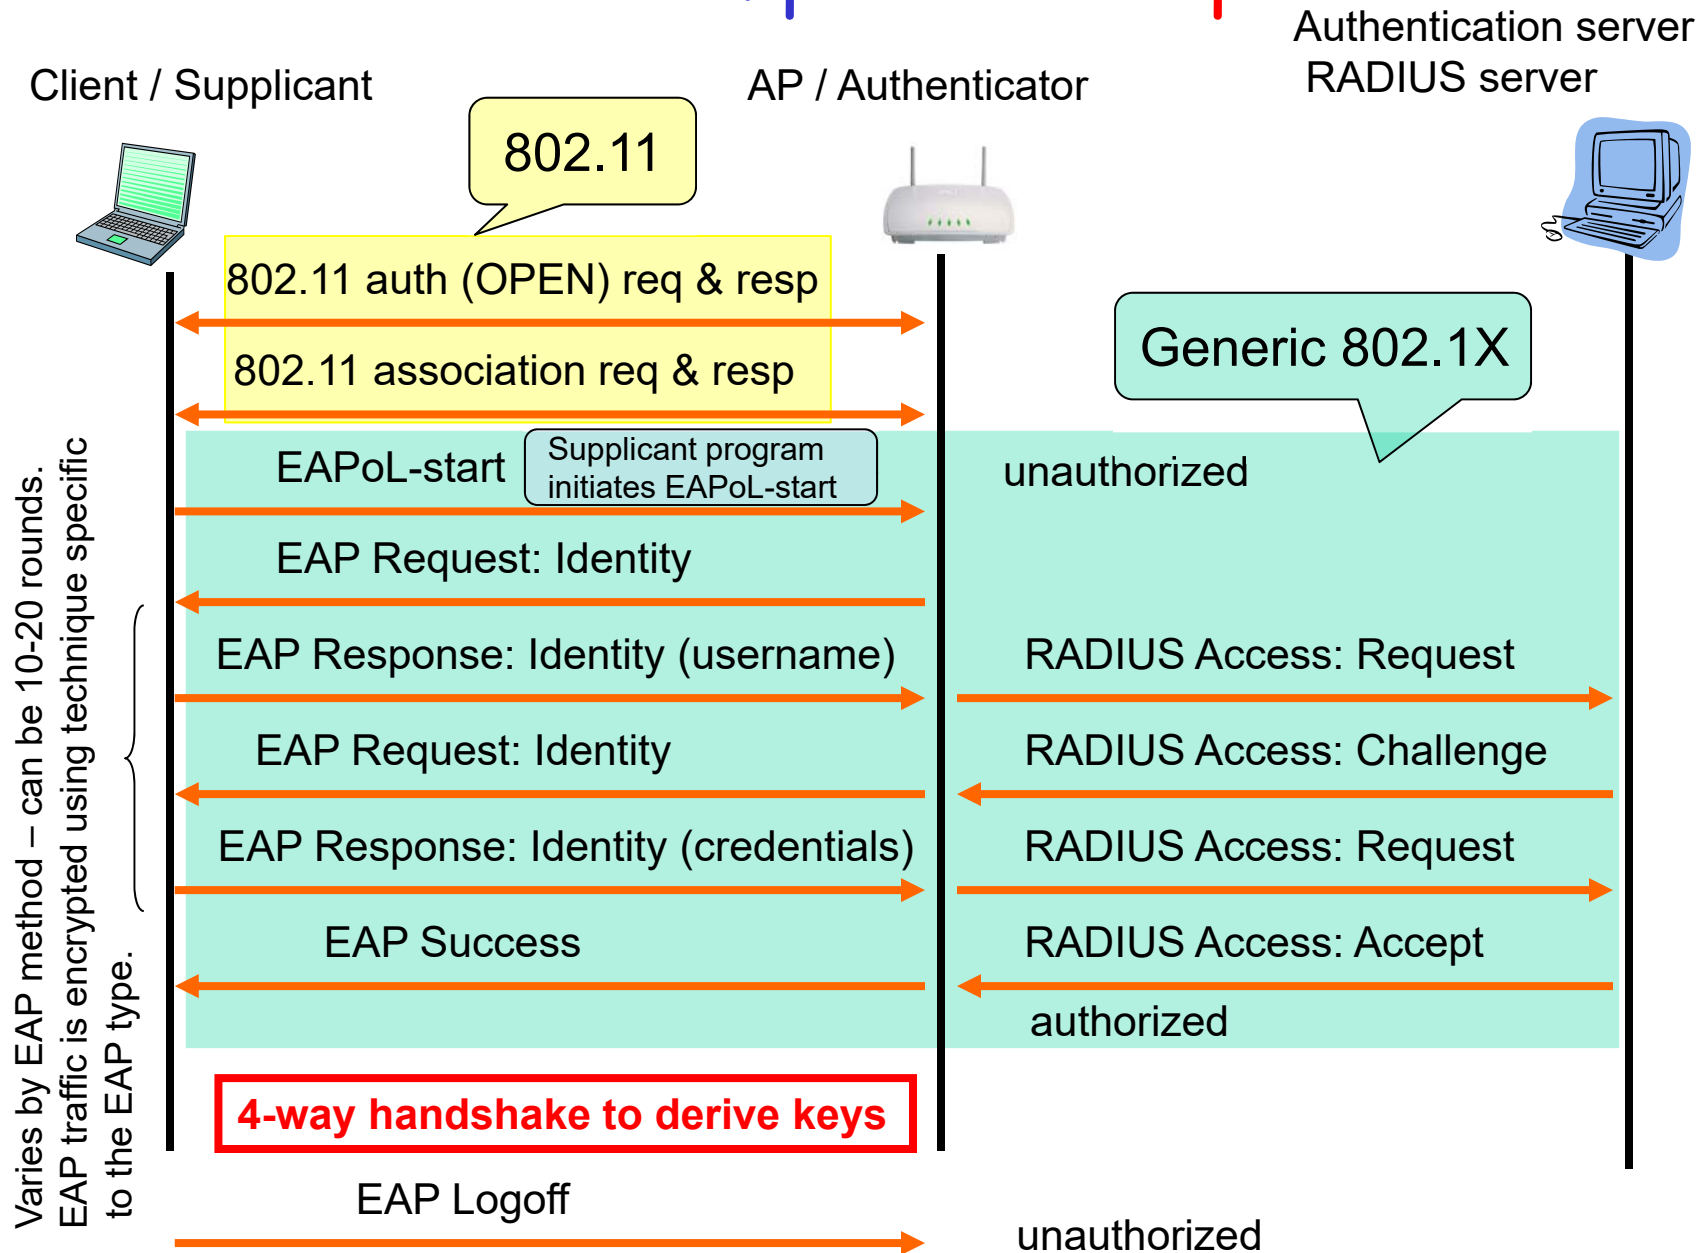 Authentication server
RADIUS server
Client / Supplicant
AP / Authenticator
802.11
802.11 auth (OPEN) req & resp
802.11 association req & resp
Generic 802.1X
EAPoL-start
Supplicant program
initiates EAPoL-start
unauthorized
EAP Request: Identity
EAP Response: Identity (username)
RADIUS Access: Request
EAP Request: Identity
RADIUS Access: Challenge
EAP Response: Identity (credentials)
RADIUS Access: Request
EAP Success
RADIUS Access: Accept
authorized
4-way handshake to derive keys
EAP Logoff
unauthorized
Varies by EAP method – can be 10-20 rounds.
EAP traffic is encrypted using technique specific
to the EAP type.